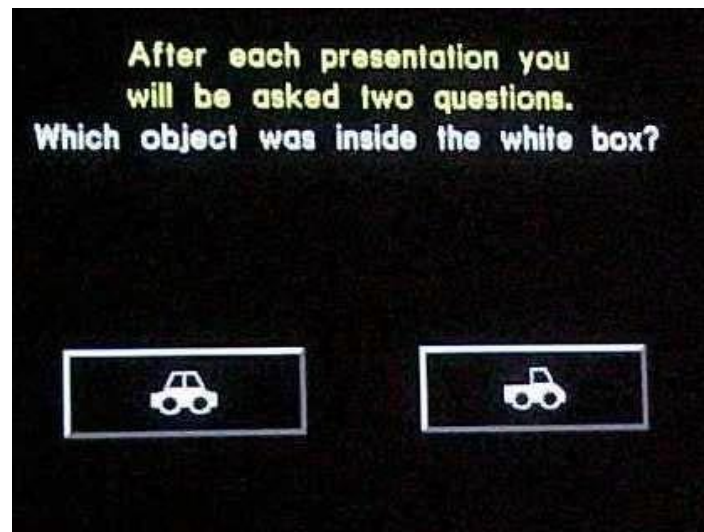 After each presentation you
will be asked two questions.
Which object was inside the white box?